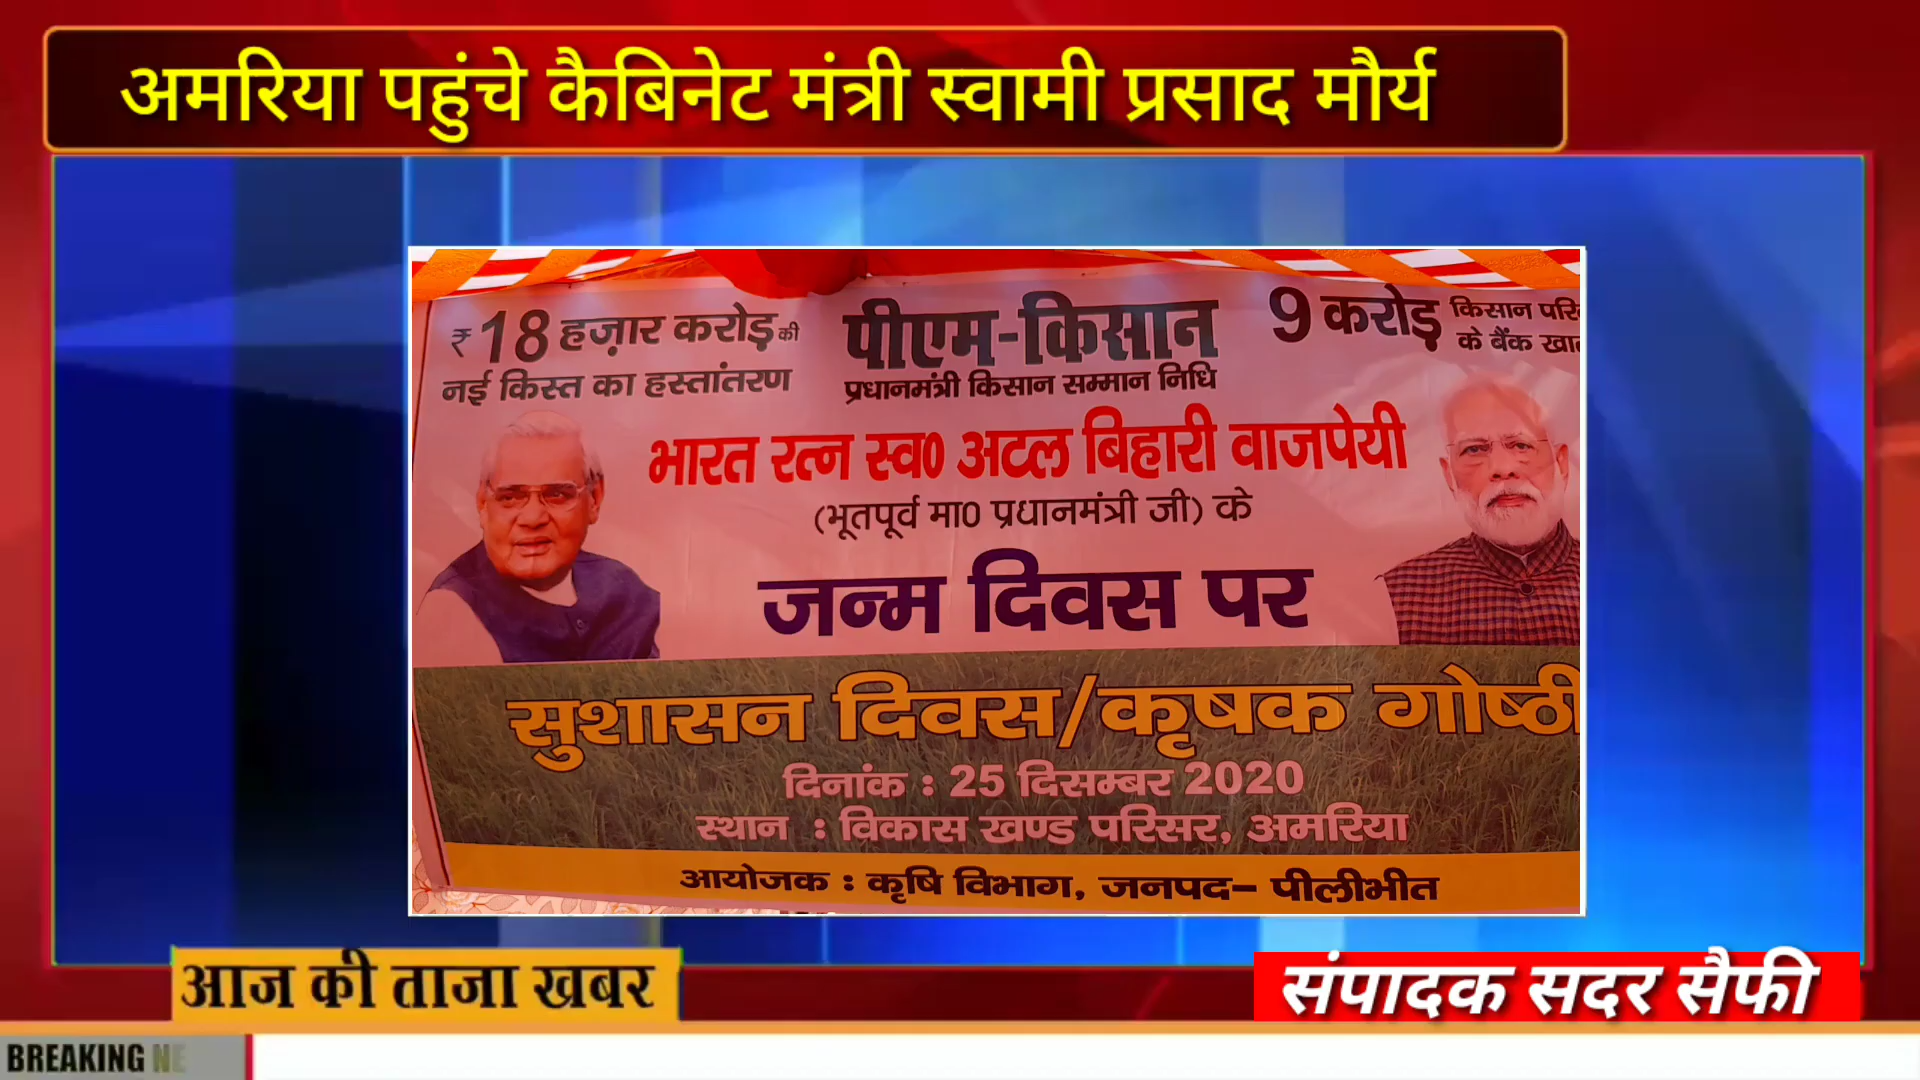 अमरिया पहुंचे कैबिनेट मंत्री स्वामी प्रसाद मौर्य
₹ 18 हज़ार करोड़ की
नई किस्त का हस्तांतरण
पीएम-किसान
प्रधानमंत्री किसान सम्मान निधि
9 करोड़ किसान
के बैंक
भारत रत्न स्व0 अटल बिहारी वाजपेयी
(भूतपूर्व मा0 प्रधानमंत्री जी) के
जन्म दिवस पर
सुशासन दिवस/कृषक गोष्ठी
दिनांक : 25 दिसम्बर 2020
स्थान : विकास खण्ड परिसर, अमरिया
आयोजक : कृषि विभाग, जनपद– पीलीभीत
आज की ताजा खबर
संपादक सदर सैफी
BREAKING NE